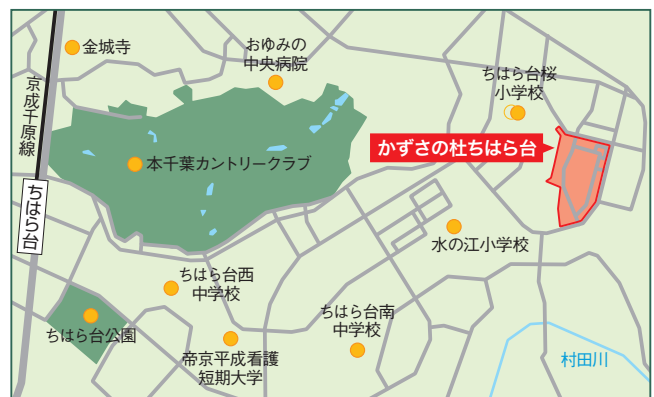 金城寺
おゆみの
中央病院
ちはら台桜
小学校
京成千原線
本千葉カントリークラブ
かずさの杜ちはら台
ちはら台
水の江小学校
ちはら台西
中学校
ちはら台南
中学校
ちはら台公園
帝京平成看護
短期大学
村田川